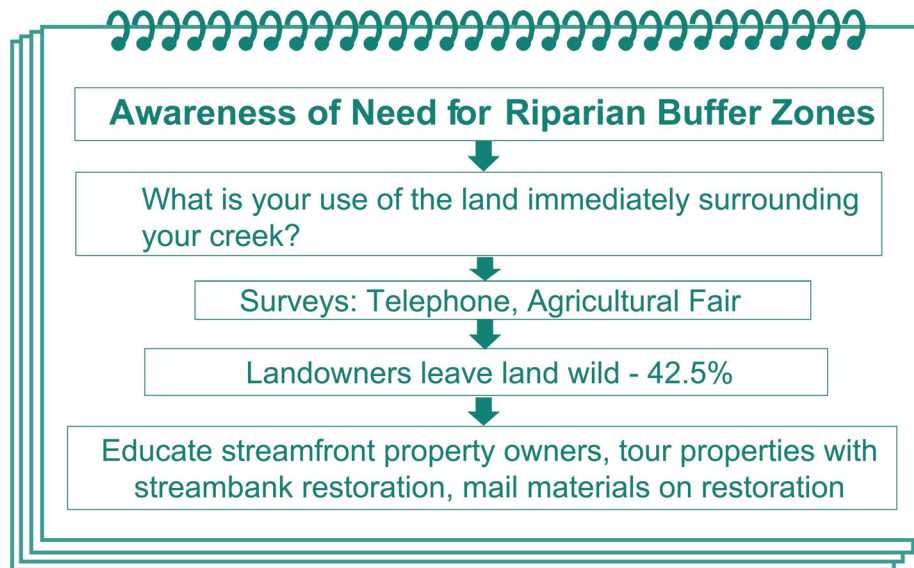 Awareness of Need for Riparian Buffer Zones
What is your use of the land immediately surrounding
your creek?
Surveys: Telephone, Agricultural Fair
Landowners leave land wild - 42.5%
Educate streamfront property owners, tour properties with
streambank restoration, mail materials on restoration